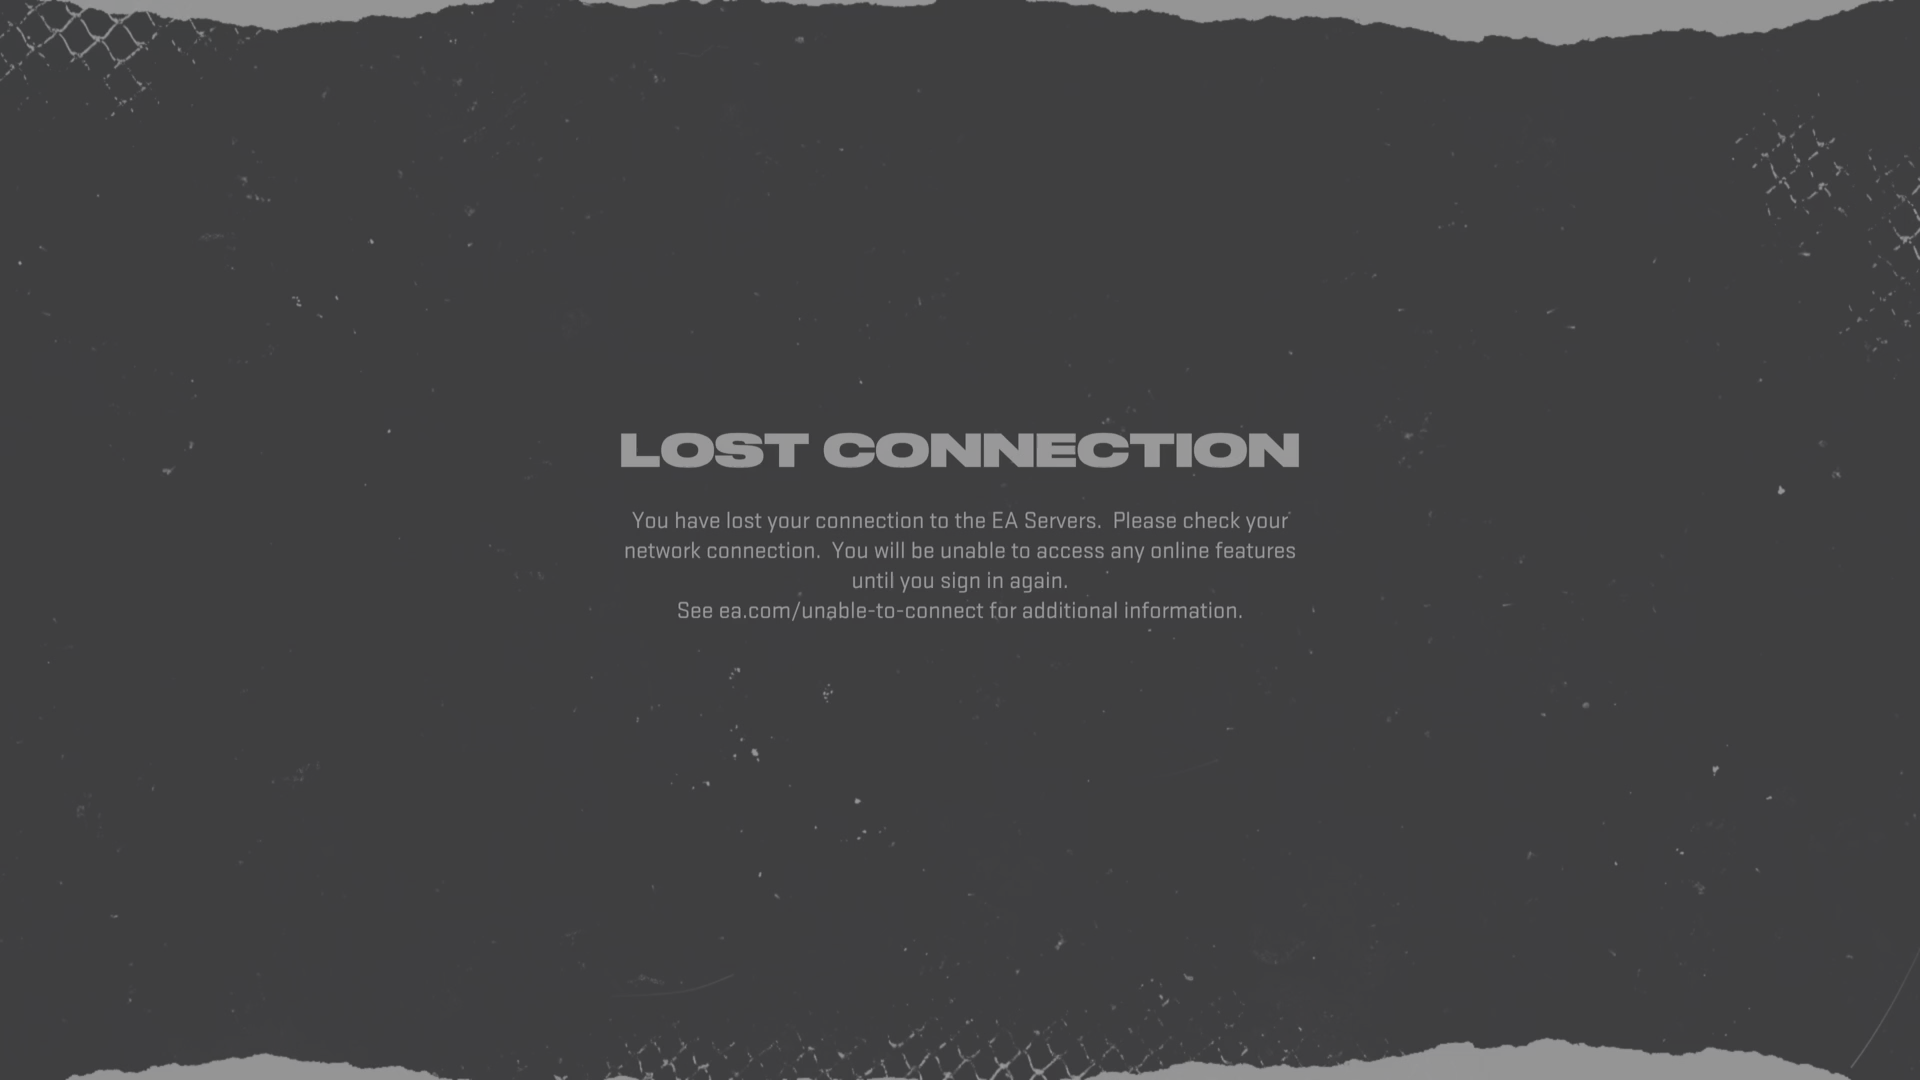 LOST CONNECTION
You have lost your connection to the EA Servers.  Please check your
network connection.  You will be unable to access any online features
until you sign in again.
See ea.com/unable-to-connect for additional information.